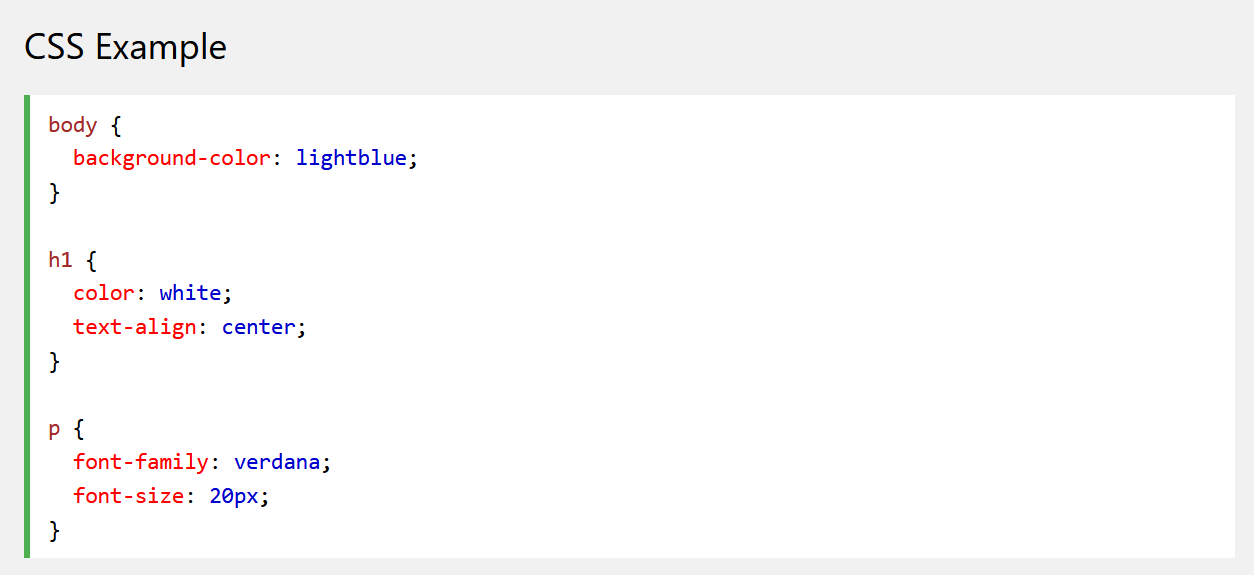 CSS Example
body {
  background-color: lightblue;
}

h1 {
  color: white;
  text-align: center;
}

p {
  font-family: verdana;
  font-size: 20px;
}